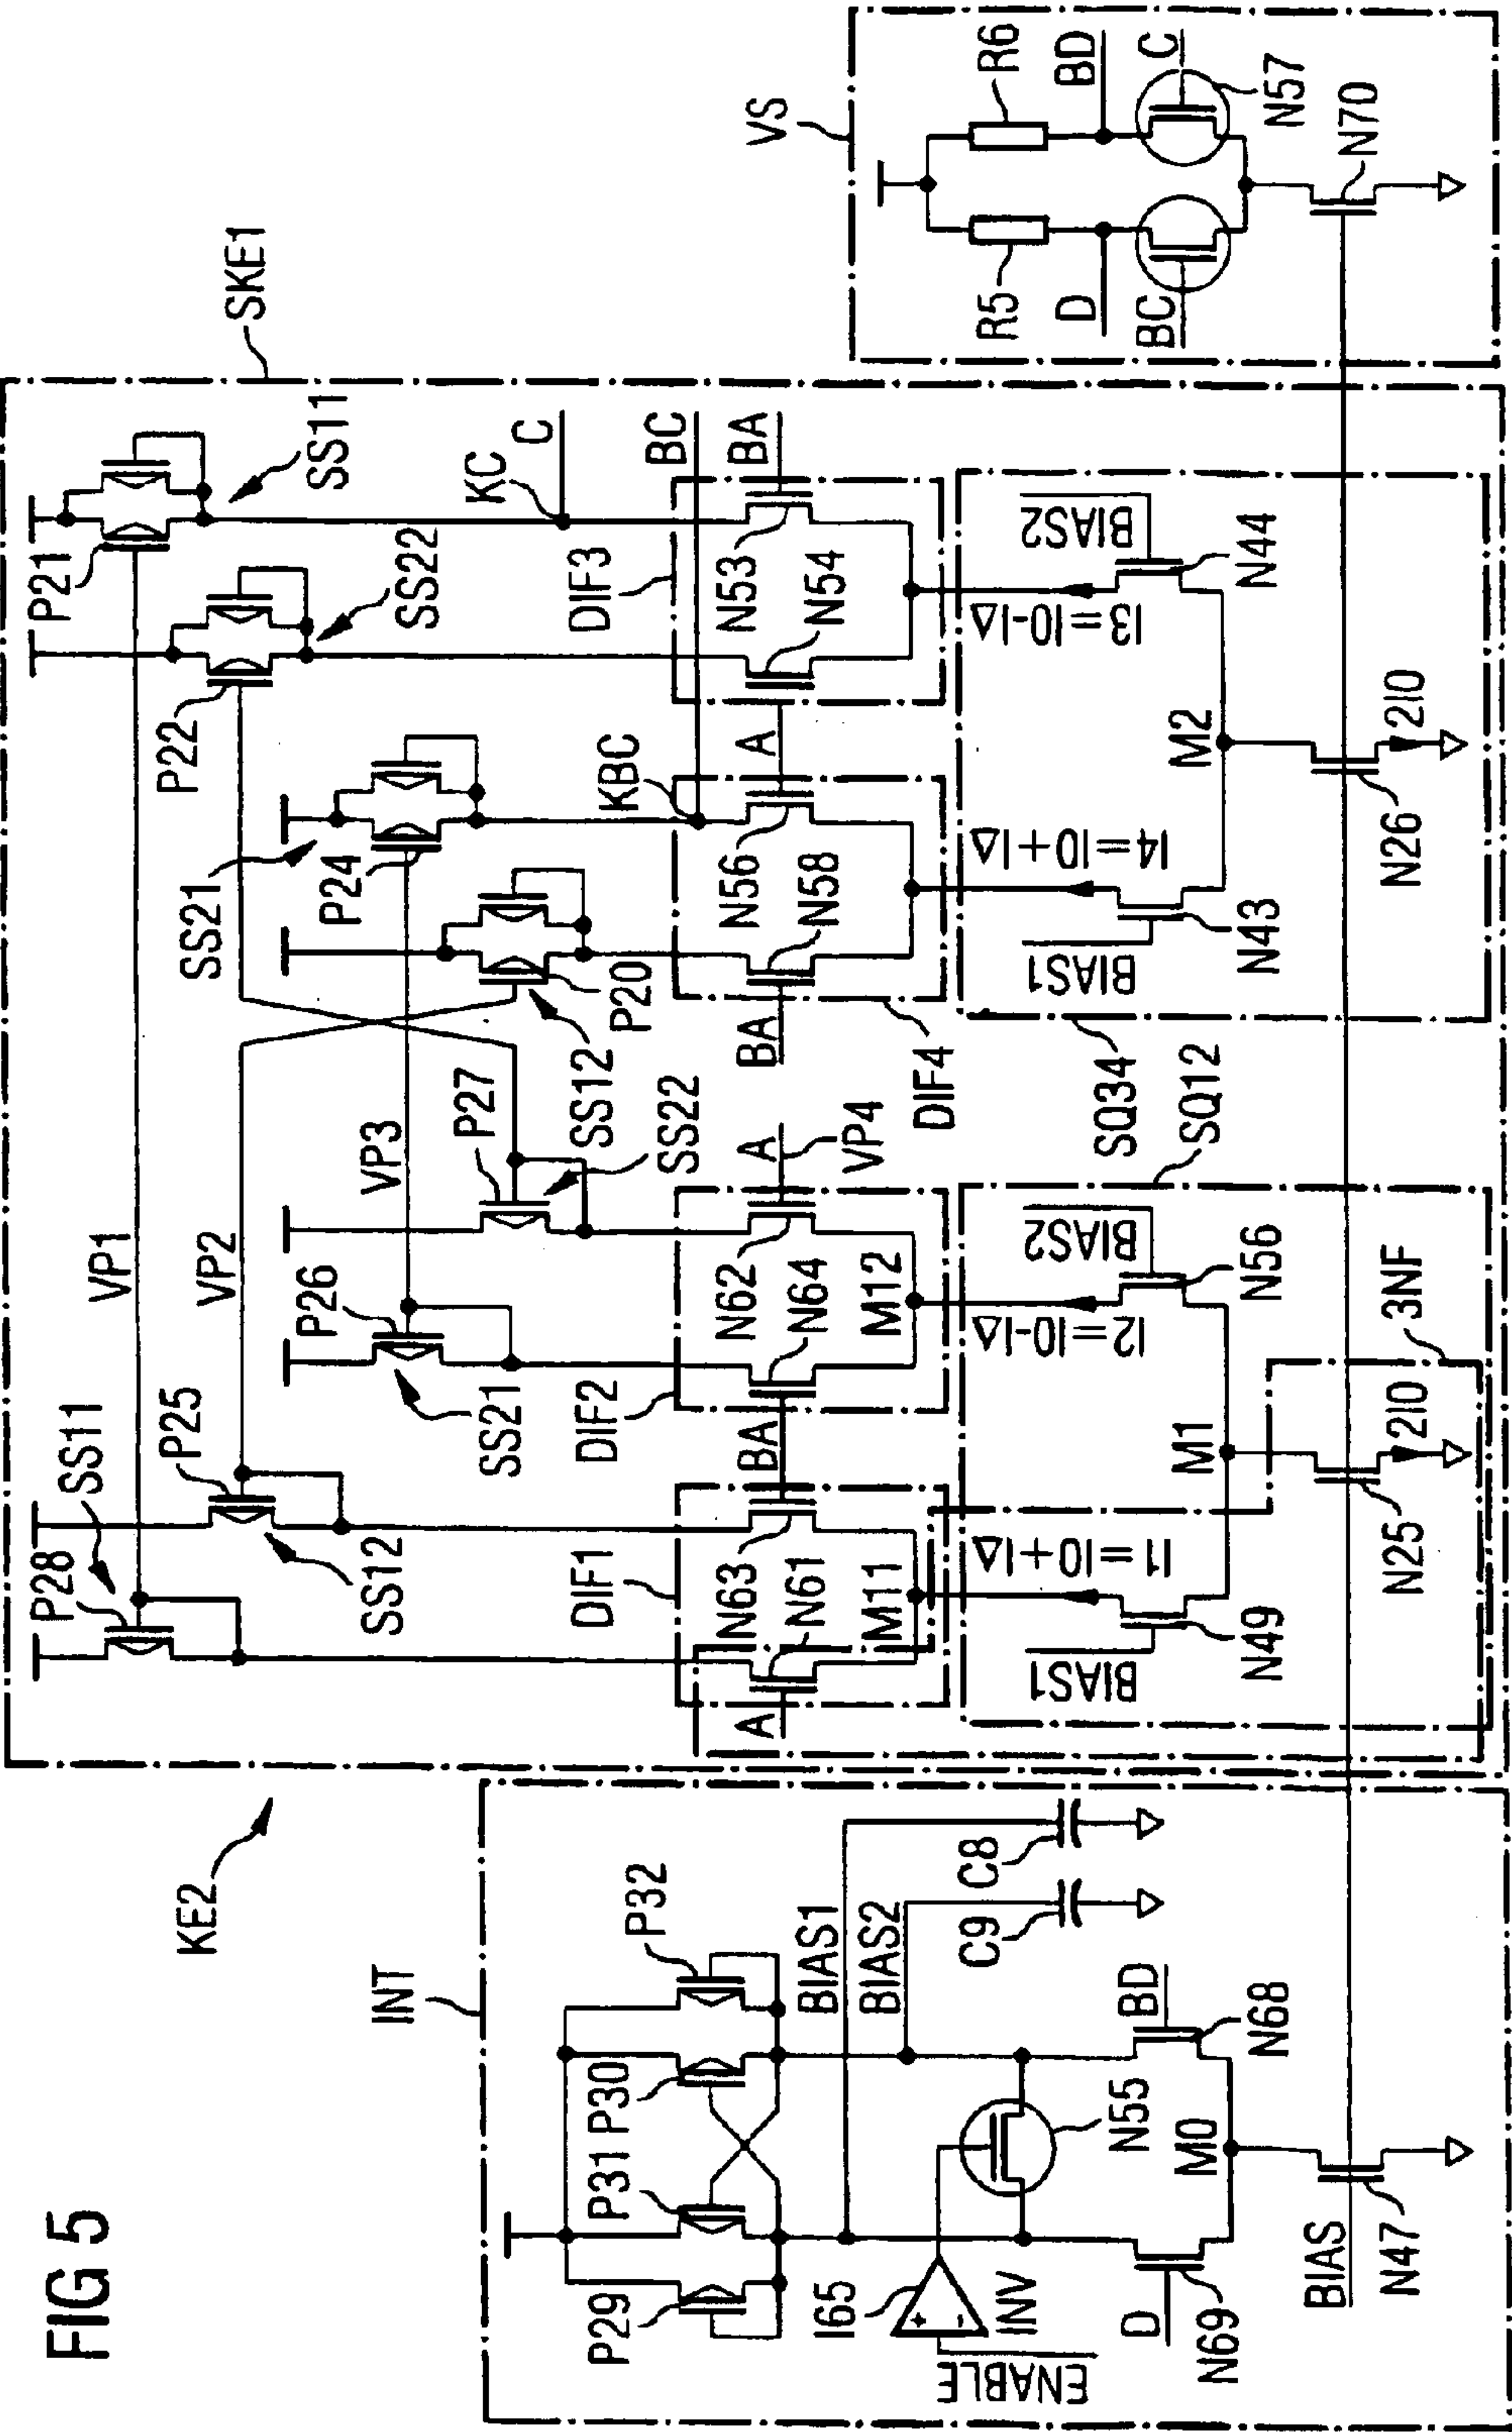 FIG 5
KE2
INT
P29
P31
P30
P32
BIAS1
BIAS2
C9
C8
I65
INV
ENABLE
N55
D
N69
M0
BD
N68
BIAS
N47
SKE1
P28
SS11
VP1
P25
SS12
VP2
P26
SS21
VP3
P27
SS22
SS12
P20
SS21
P24
P22
SS22
P21
SS11
KBC
KC
C
BC
DIF1
N63
N61
M11
A
BA
DIF2
N62
N64
M12
A
VP4
BA
DIF4
N56
N58
A
DIF3
N53
N54
BA
BIAS1
I1=I0+IΔ
N49
M1
I2=I0-IΔ
BIAS2
N56
N25
2I0
3NF
SQ12
SQ34
BIAS1
I4=I0+IΔ
N43
M2
I3=I0-IΔ
BIAS2
N44
N26
2I0
VS
R5
R6
D
BD
BC
C
N57
N70